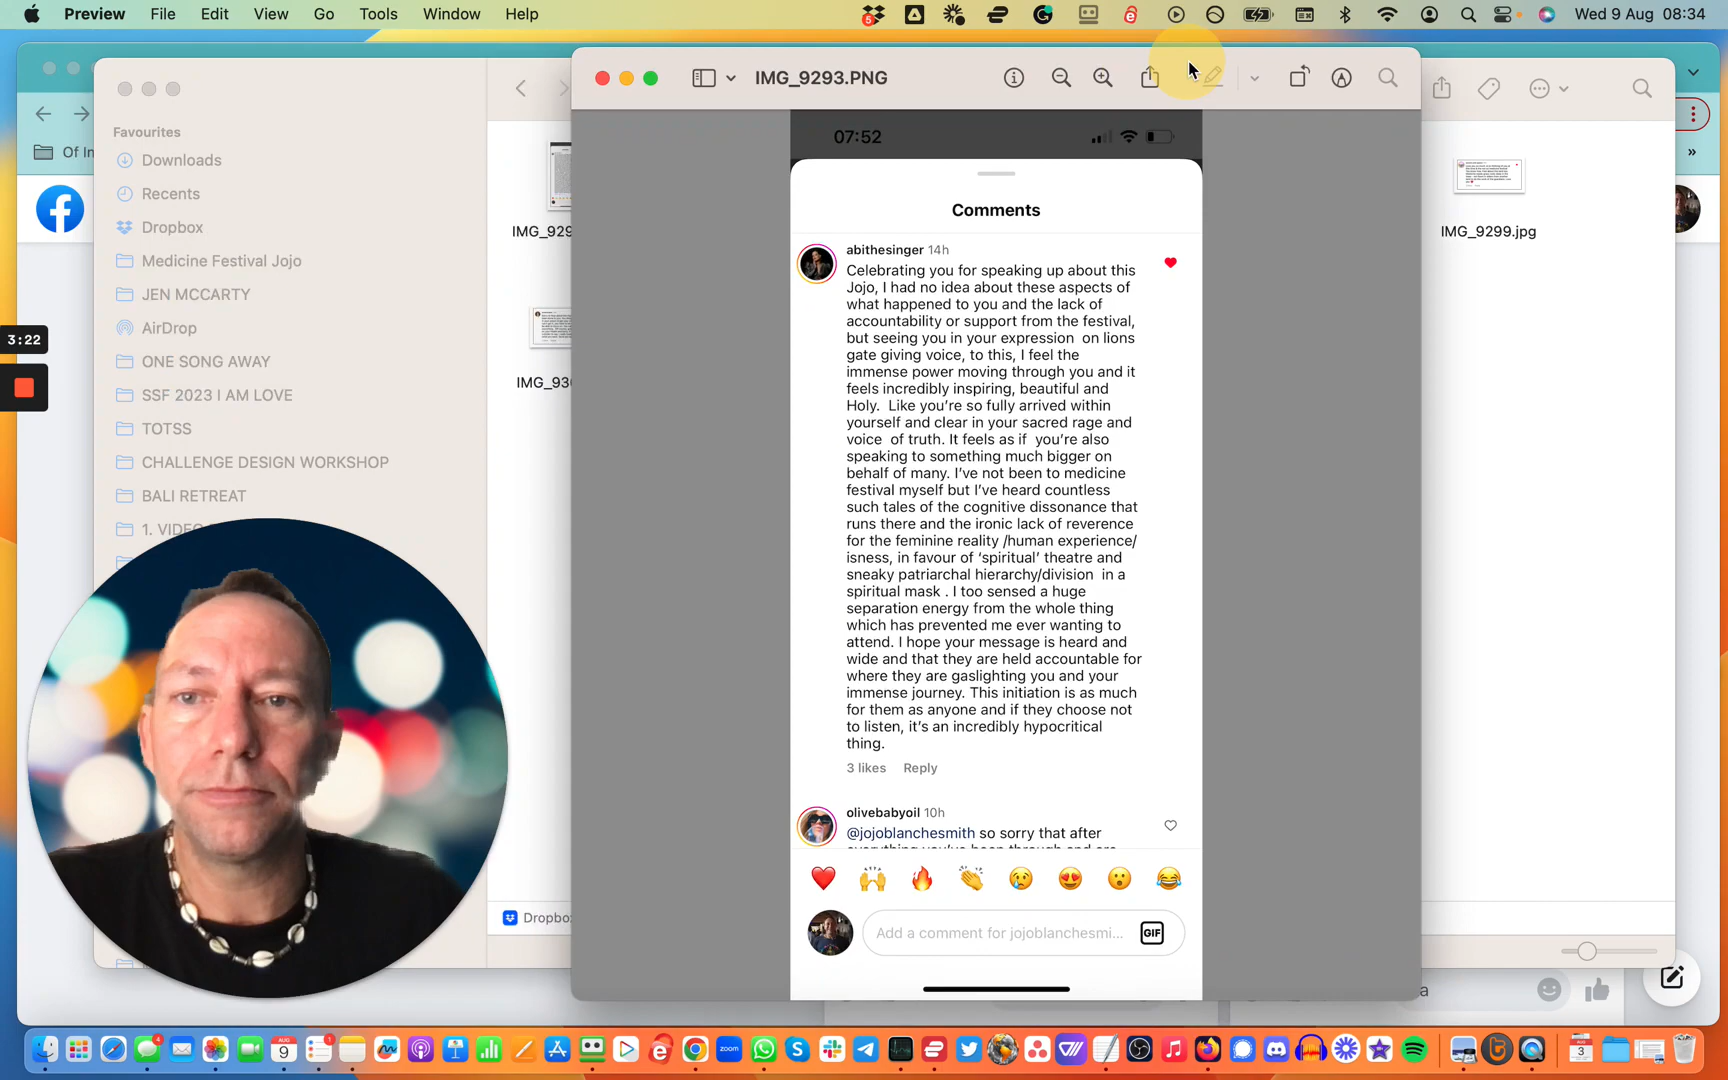 Preview File Edit View Go Tools Window Help
Wed 9 Aug 08:34
IMG_9293.PNG
Favourites
Downloads
Recents
Dropbox
Medicine Festival Jojo
JEN MCCARTY
AirDrop
ONE SONG AWAY
SSF 2023 I AM LOVE
TOTSS
CHALLENGE DESIGN WORKSHOP
BALI RETREAT
1. VIDEO
Of In
3:22
IMG_929
IMG_930
Dropbox
IMG_9299.jpg
07:52
Comments
abithesinger 14h
Celebrating you for speaking up about this
Jojo, I had no idea about these aspects of
what happened to you and the lack of
accountability or support from the festival,
but seeing you in your expression on lions
gate giving voice, to this, I feel the
immense power moving through you and it
feels incredibly inspiring, beautiful and
Holy. Like you're so fully arrived within
yourself and clear in your sacred rage and
voice of truth. It feels as if you're also
speaking to something much bigger on
behalf of many. I've not been to medicine
festival myself but I've heard countless
such tales of the cognitive dissonance that
runs there and the ironic lack of reverence
for the feminine reality /human experience/
isness, in favour of 'spiritual' theatre and
sneaky patriarchal hierarchy/division in a
spiritual mask . I too sensed a huge
separation energy from the whole thing
which has prevented me ever wanting to
attend. I hope your message is heard and
wide and that they are held accountable for
where they are gaslighting you and your
immense journey. This initiation is as much
for them as anyone and if they choose not
to listen, it's an incredibly hypocritical
thing.
3 likes Reply
olivebabyoil 10h
@jojoblanchesmith so sorry that after
Add a comment for jojoblanchesmi... GIF
AUG 9
zoom
3